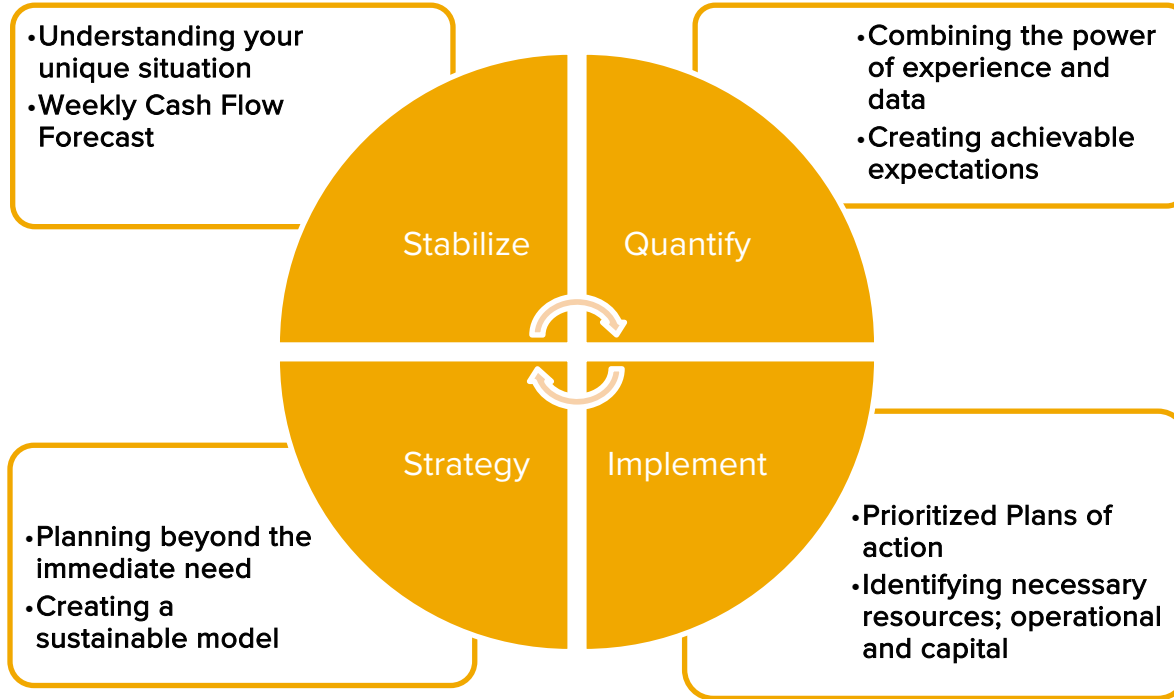 •Understanding your
unique situation
•Weekly Cash Flow
Forecast
•Combining the power
of experience and
data
•Creating achievable
expectations
Stabilize
Quantify
Strategy
Implement
•Planning beyond the
immediate need
•Creating a
sustainable model
•Prioritized Plans of
action
•Identifying necessary
resources; operational
and capital